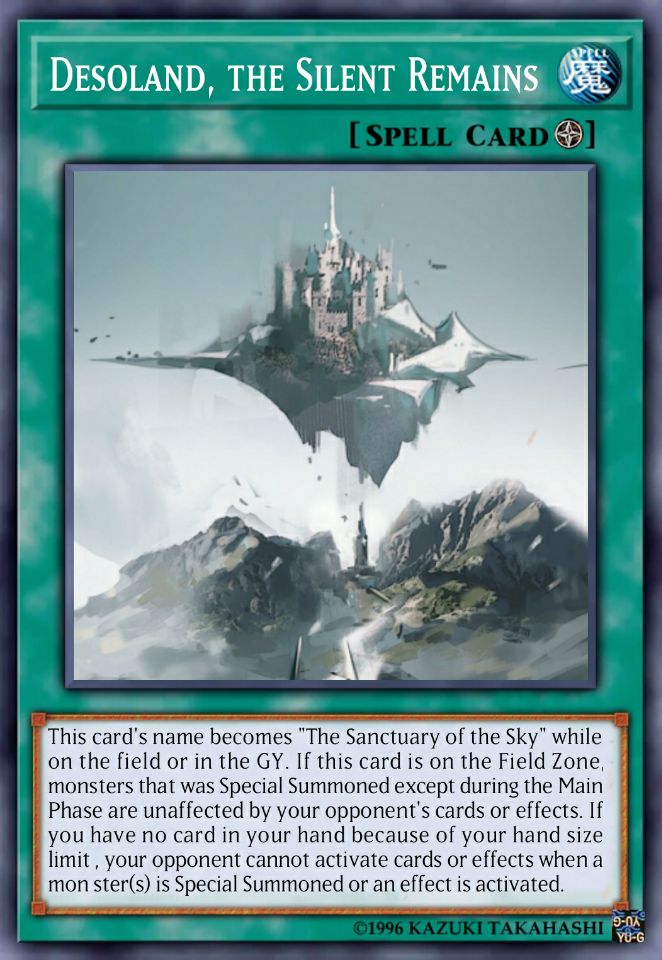 DESOLAND, THE SILENT REMAINS
SPELL
魔
[SPELL CARD]
This card's name becomes "The Sanctuary of the Sky" while
on the field or in the GY. If this card is on the Field Zone,
monsters that was Special Summoned except during the Main
Phase are unaffected by your opponent's cards or effects. If
you have no card in your hand because of your hand size
limit , your opponent cannot activate cards or effects when a
mon ster(s) is Special Summoned or an effect is activated.
©1996 KAZUKI TAKAHASHI
YU-G
YU-G